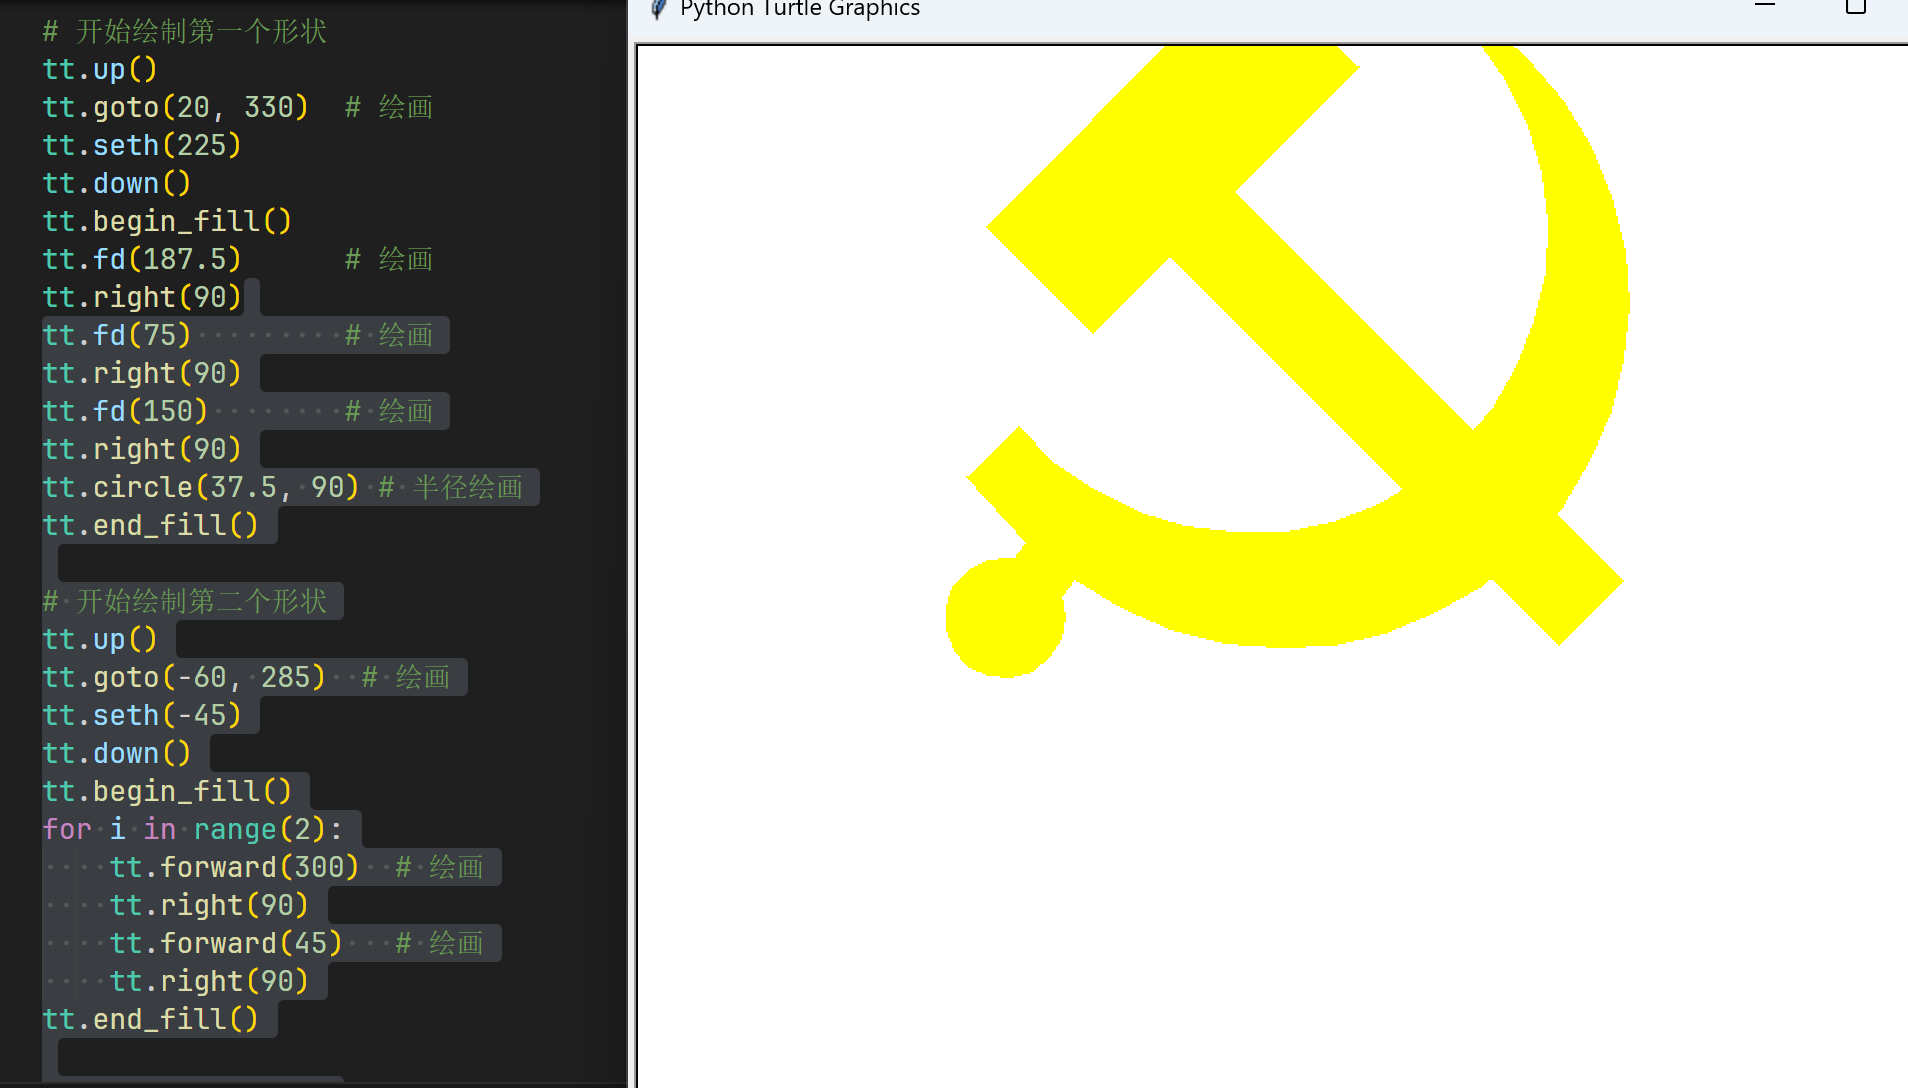 # 开始绘制第一个形状
tt.up()
tt.goto(20, 330)  # 绘画
tt.seth(225)
tt.down()
tt.begin_fill()
tt.fd(187.5)      # 绘画
tt.right(90)
tt.fd(75)         # 绘画
tt.right(90)
tt.fd(150)        # 绘画
tt.right(90)
tt.circle(37.5, 90) # 半径绘画
tt.end_fill()
# 开始绘制第二个形状
tt.up()
tt.goto(-60, 285)  # 绘画
tt.seth(-45)
tt.down()
tt.begin_fill()
for i in range(2):
    tt.forward(300)  # 绘画
    tt.right(90)
    tt.forward(45)   # 绘画
    tt.right(90)
tt.end_fill()
Python Turtle Graphics